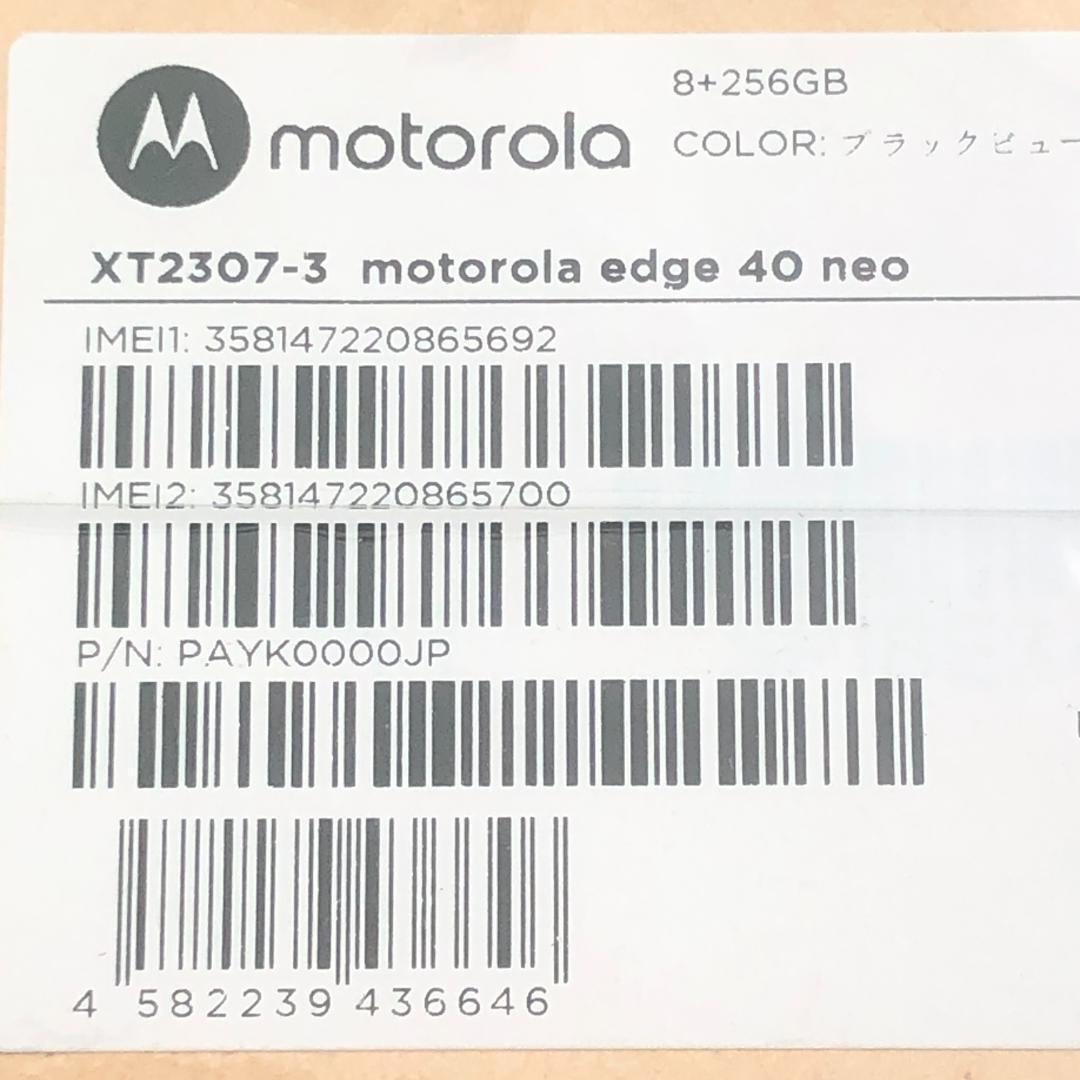 motorola
8+256GB
COLOR: ブラックビュー
XT2307-3 motorola edge 40 neo
IMEI1: 358147220865692
IMEI2: 358147220865700
P/N: PAYK0000JP
4 582239 436646